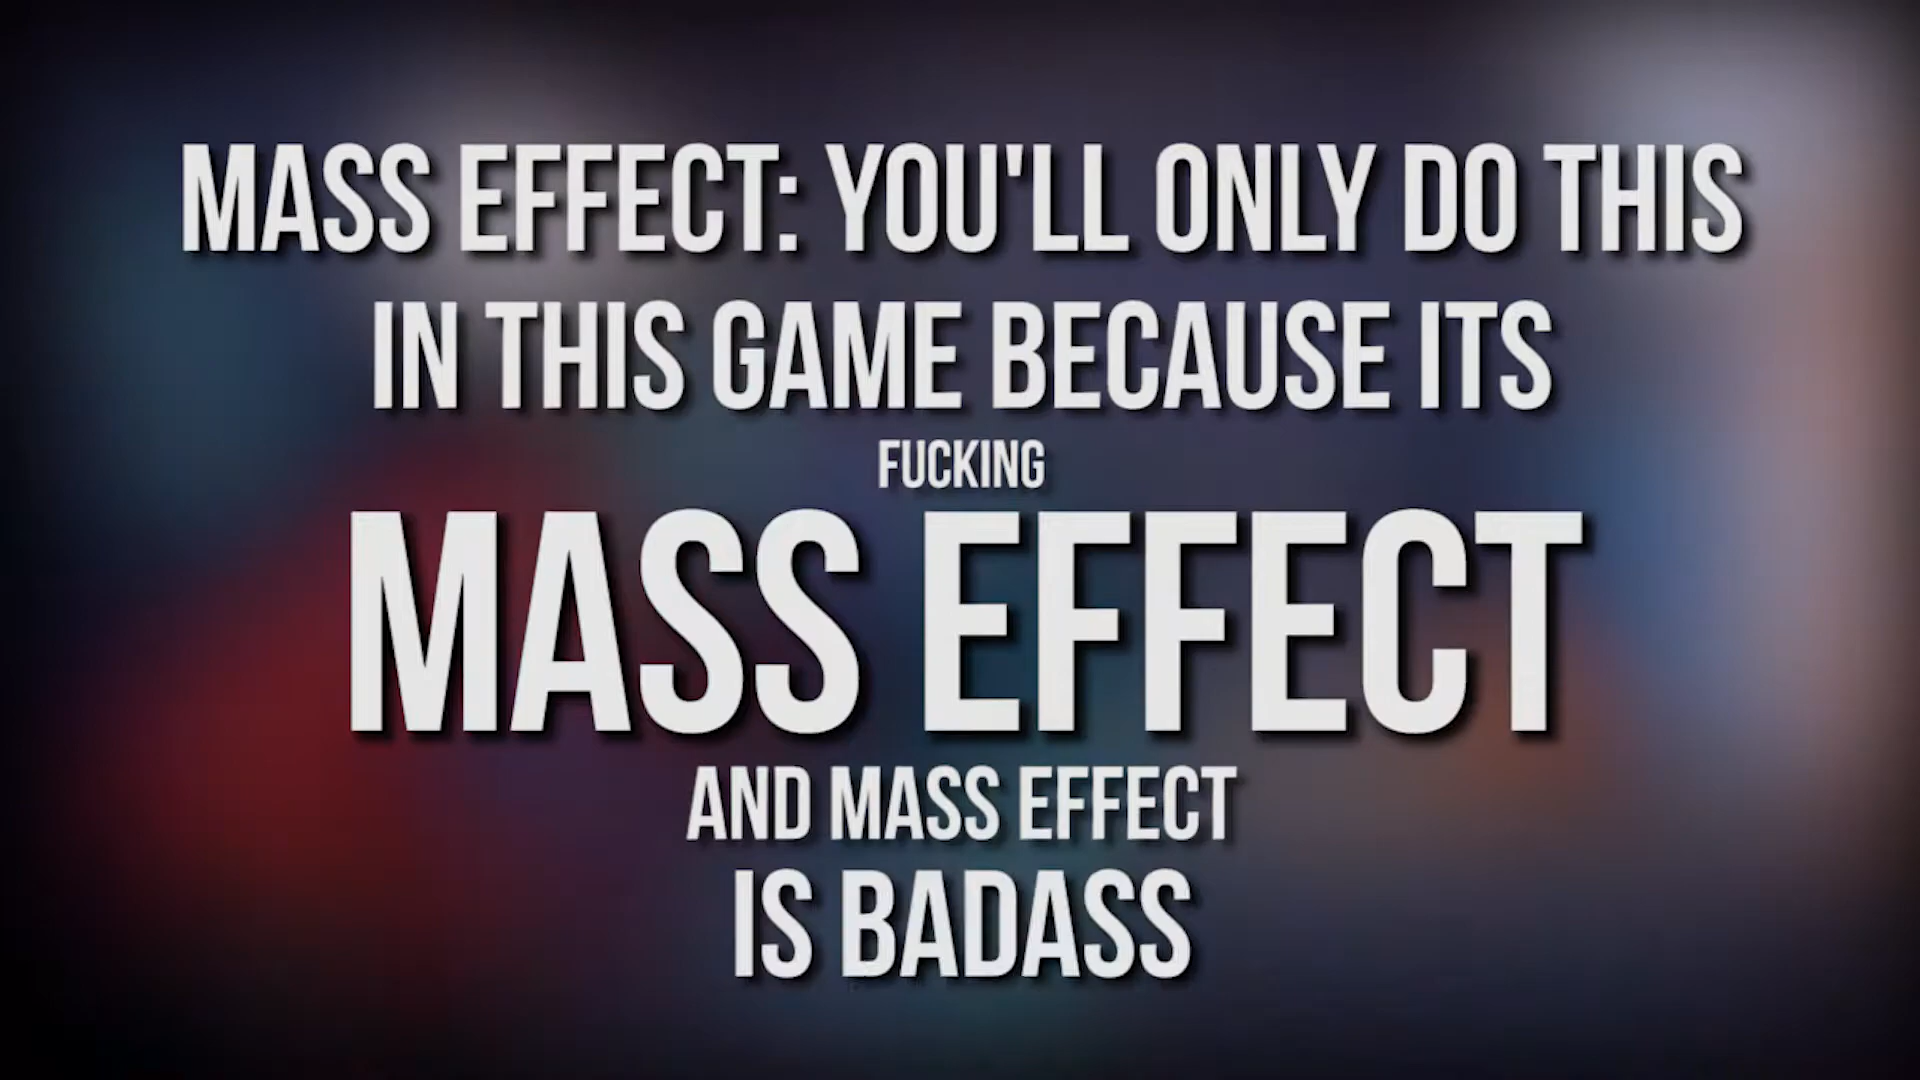 MASS EFFECT: YOU'LL ONLY DO THIS
IN THIS GAME BECAUSE ITS
FUCKING
MASS EFFECT
AND MASS EFFECT
IS BADASS